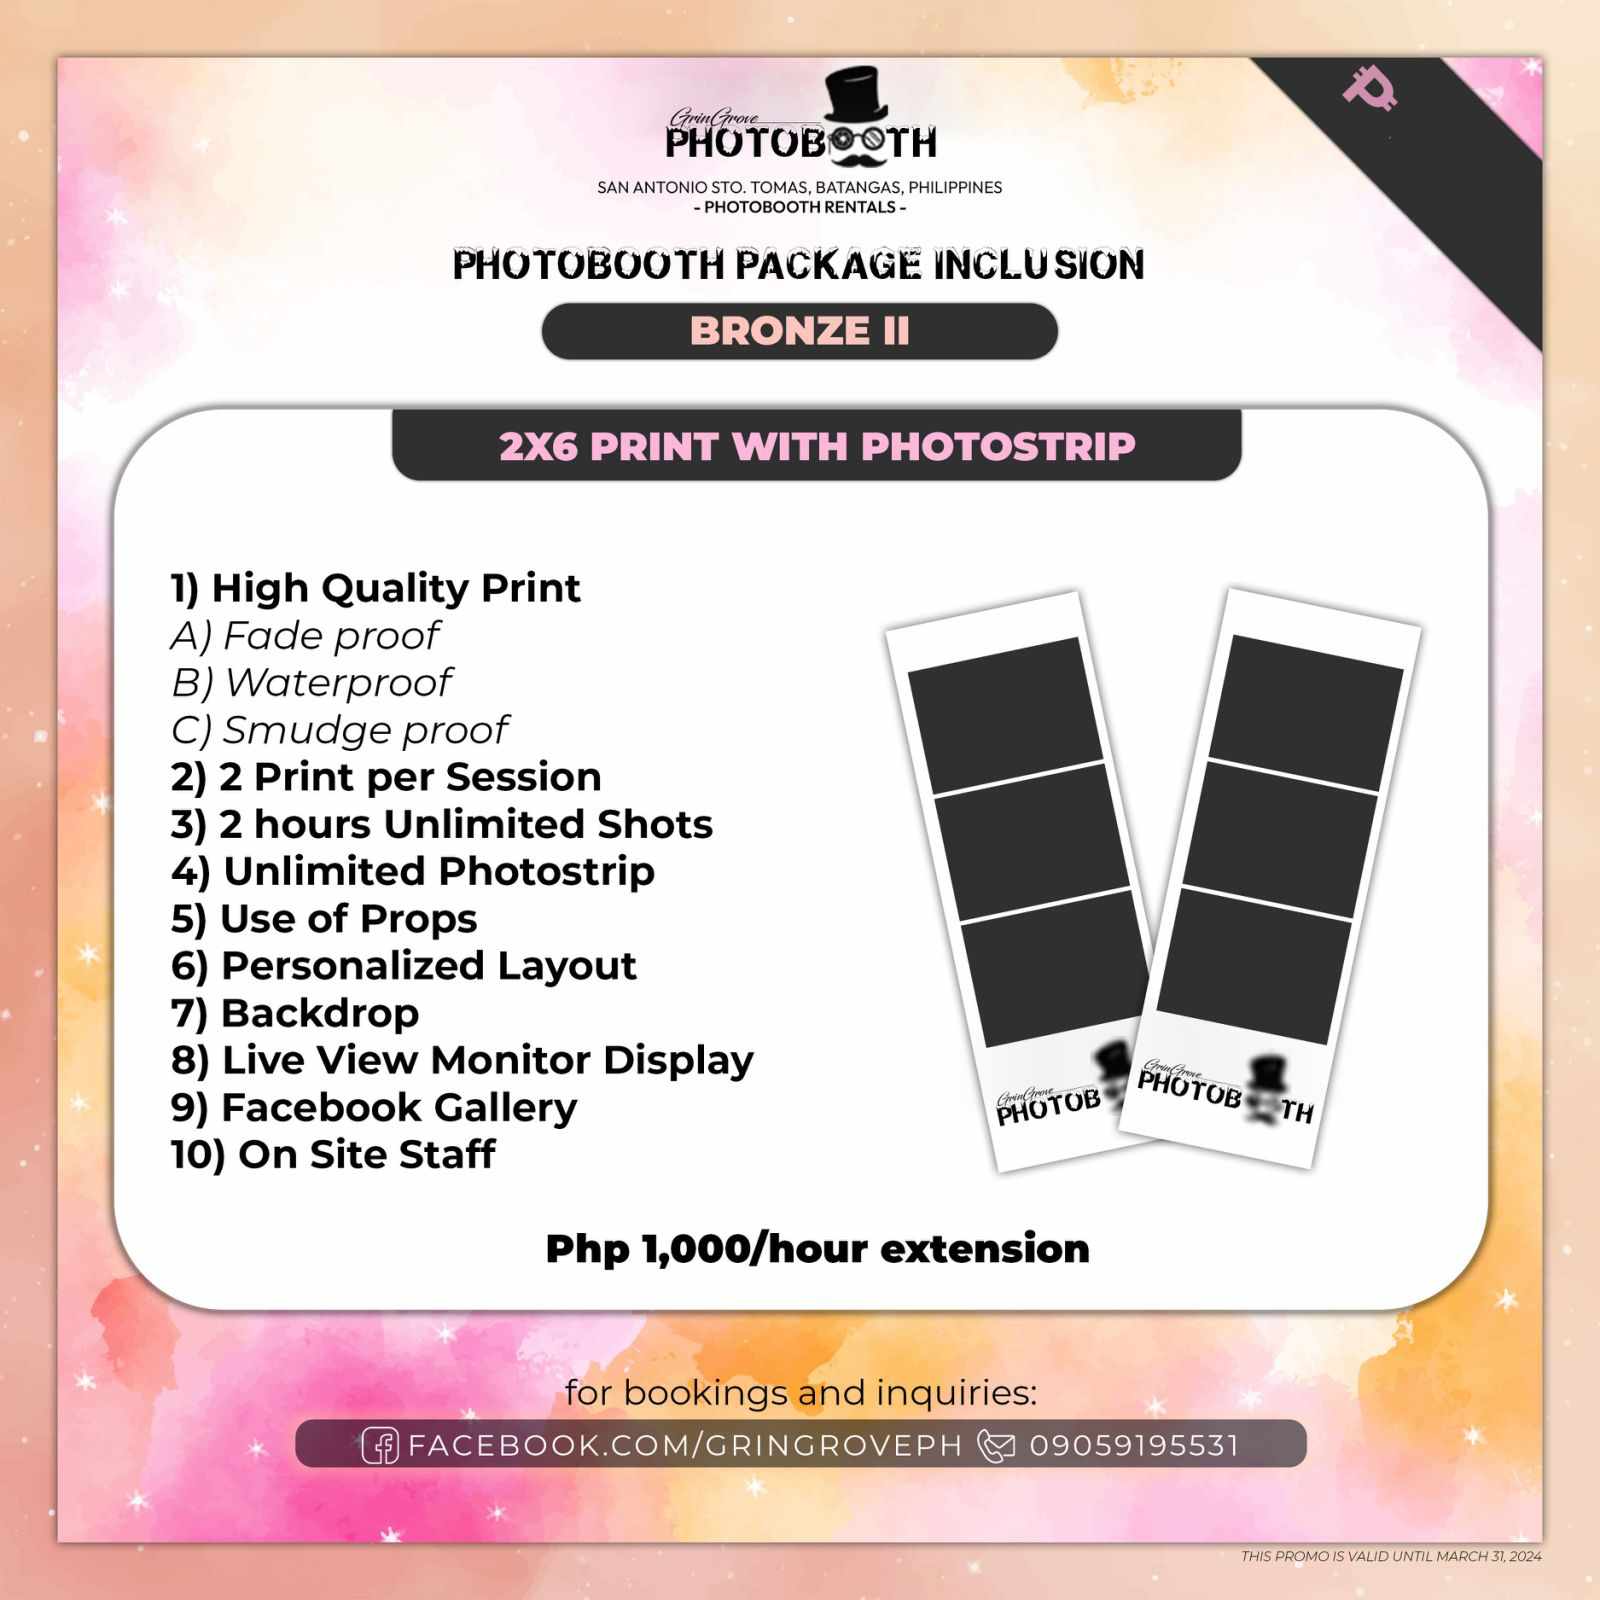 GrinGrove
PHOTOBOOTH
SAN ANTONIO STO. TOMAS, BATANGAS, PHILIPPINES
- PHOTOBOOTH RENTALS -
PHOTOBOOTH PACKAGE INCLUSION
BRONZE II
2X6 PRINT WITH PHOTOSTRIP
1) High Quality Print
A) Fade proof
B) Waterproof
C) Smudge proof
2) 2 Print per Session
3) 2 hours Unlimited Shots
4) Unlimited Photostrip
5) Use of Props
6) Personalized Layout
7) Backdrop
8) Live View Monitor Display
9) Facebook Gallery
10) On Site Staff
GrinGrove
PHOTOB
GrinGrove
PHOTOBOOTH
Php 1,000/hour extension
for bookings and inquiries:
FACEBOOK.COM/GRINGROVEPH 09059195531
THIS PROMO IS VALID UNTIL MARCH 31, 2024